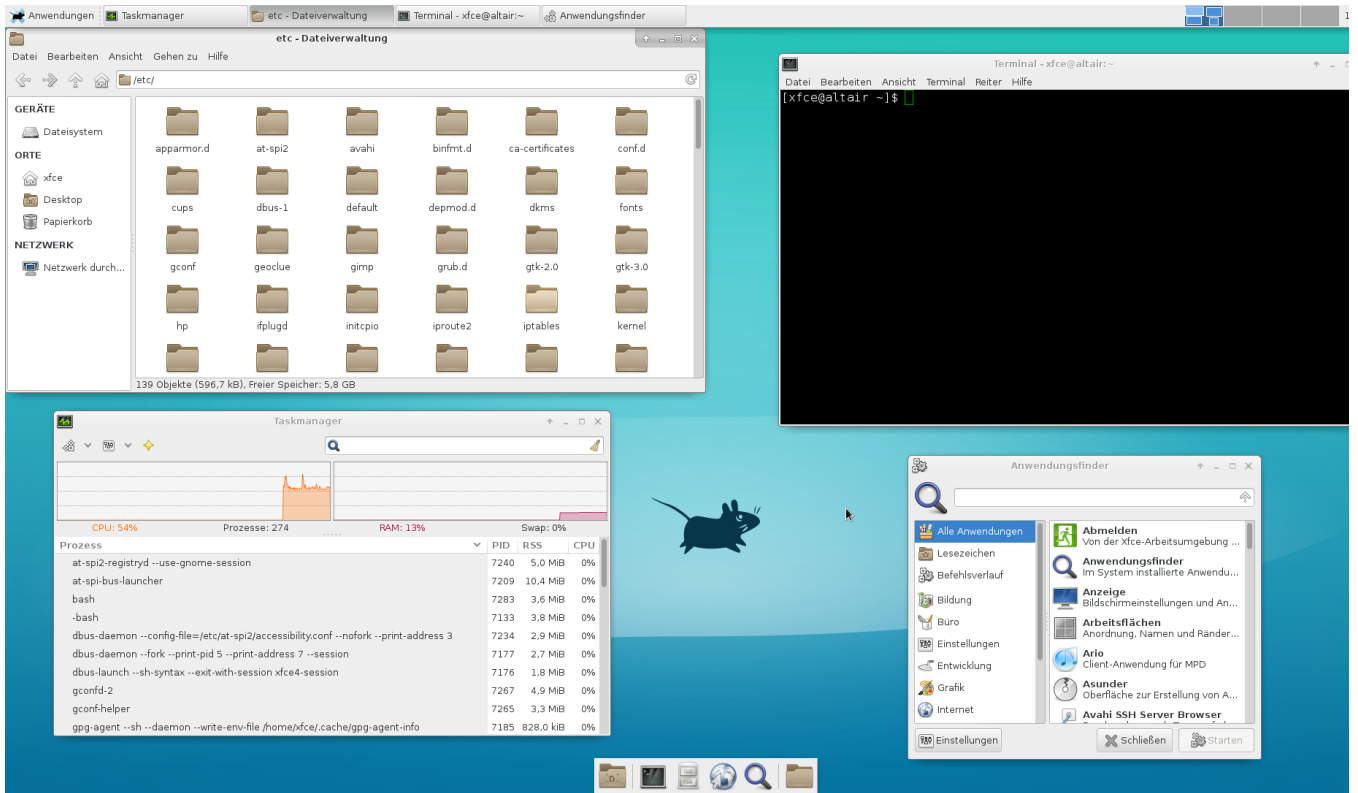 Anwendungen
Taskmanager
etc - Dateiverwaltung
Terminal - xfce@altair:~
Anwendungsfinder
etc - Dateiverwaltung
Datei Bearbeiten Ansicht Gehen zu Hilfe
/etc/
GERÄTE
Dateisystem
ORTE
xfce
Desktop
Papierkorb
NETZWERK
Netzwerk durch...
apparmor.d at-spi2 avahi binfmt.d ca-certificates conf.d
cups dbus-1 default depmod.d dkms fonts
gconf geoclue gimp grub.d gtk-2.0 gtk-3.0
hp ifplugd initcpio iproute2 iptables kernel
139 Objekte (596,7 kB), Freier Speicher: 5,8 GB
Terminal - xfce@altair:~
Datei Bearbeiten Ansicht Terminal Reiter Hilfe
[xfce@altair ~]$
Taskmanager
CPU: 54% Prozesse: 274 RAM: 13% Swap: 0%
Prozess PID RSS CPU
at-spi2-registryd --use-gnome-session 7240 5,0 MiB 0%
at-spi-bus-launcher 7209 10,4 MiB 0%
bash 7283 3,6 MiB 0%
-bash 7133 3,8 MiB 0%
dbus-daemon --config-file=/etc/at-spi2/accessibility.conf --nofork --print-address 3 7234 2,9 MiB 0%
dbus-daemon --fork --print-pid 5 --print-address 7 --session 7177 2,7 MiB 0%
dbus-launch --sh-syntax --exit-with-session xfce4-session 7176 1,8 MiB 0%
gconfd-2 7267 4,9 MiB 0%
gconf-helper 7265 3,3 MiB 0%
gpg-agent --sh --daemon --write-env-file /home/xfce/.cache/gpg-agent-info 7185 828,0 kiB 0%
Anwendungsfinder
Alle Anwendungen
Lesezeichen
Befehlsverlauf
Bildung
Büro
Einstellungen
Entwicklung
Grafik
Internet
Abmelden
Von der Xfce-Arbeitsumgebung ...
Anwendungsfinder
Im System installierte Anwendu...
Anzeige
Bildschirmeinstellungen und An...
Arbeitsflächen
Anordnung, Namen und Ränder...
Ario
Client-Anwendung für MPD
Asunder
Oberfläche zur Erstellung von A...
Avahi SSH Server Browser
Einstellungen Schließen Starten